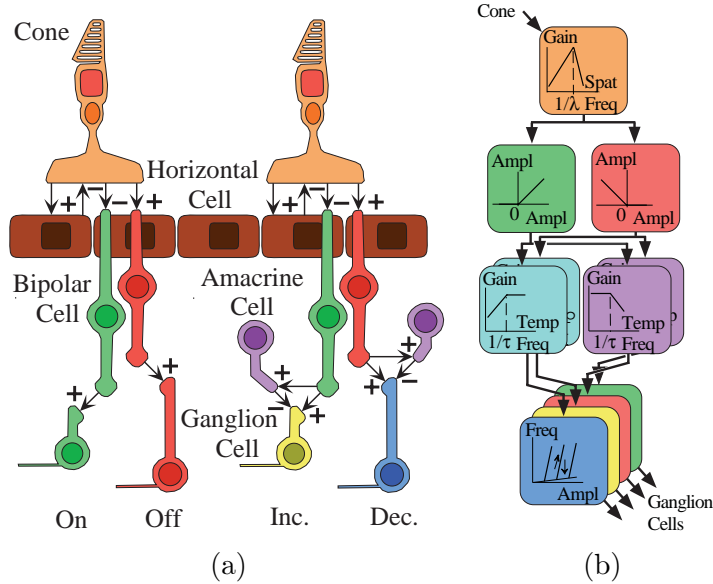 Cone
+
−
−
+
+
−
−
+
Horizontal
Cell
Bipolar
Cell
Amacrine
Cell
+
+
−
+
+
+
−
Ganglion
Cell
On
Off
Inc.
Dec.
(a)
Cone
Gain
Spat
1/λ Freq
Ampl
0
Ampl
Ampl
0
Ampl
Gain
Temp
1/τ Freq
Gain
Temp
1/τ Freq
Freq
Ampl
Ganglion
Cells
(b)